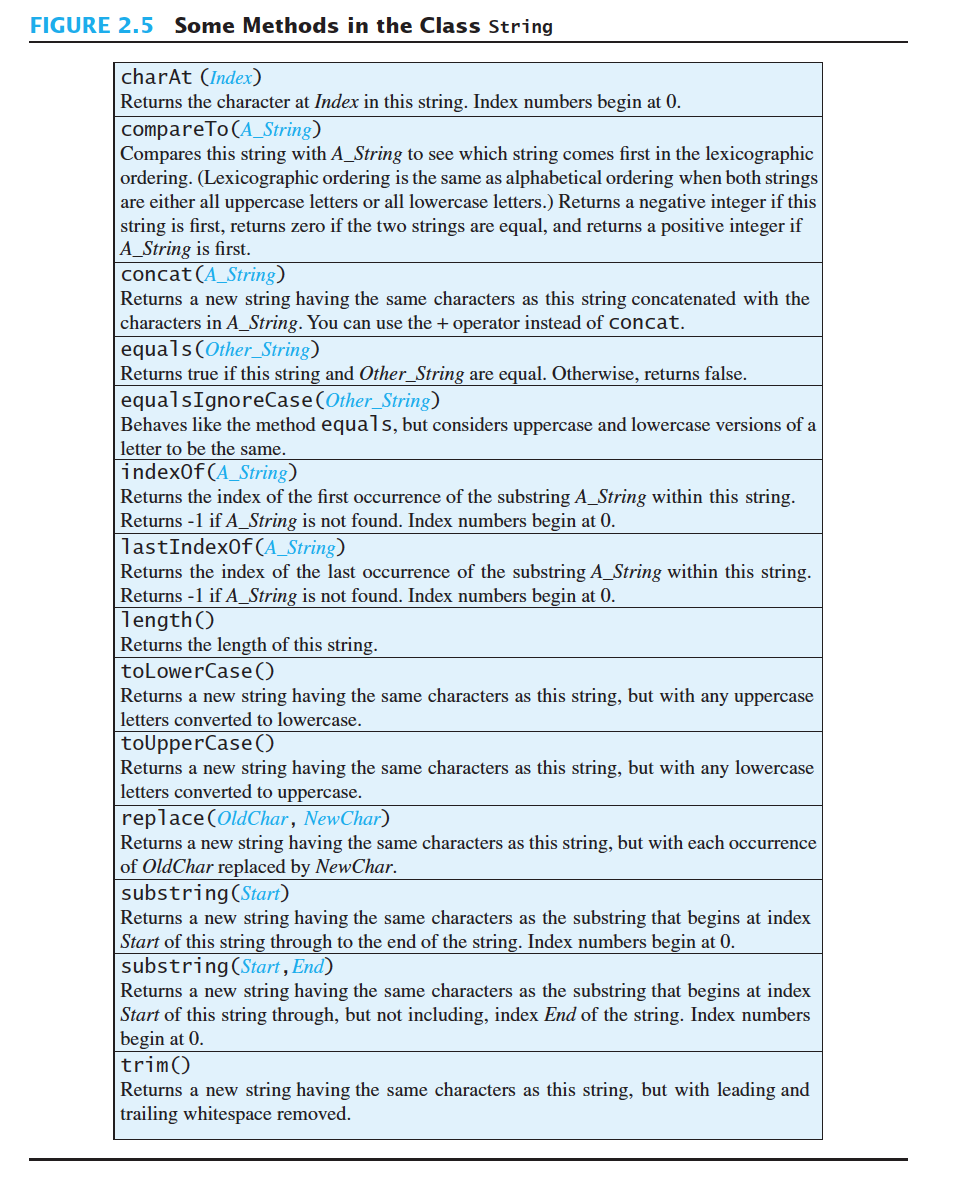 FIGURE 2.5 Some Methods in the Class String
charAt (Index)
Returns the character at Index in this string. Index numbers begin at 0.
compareTo(A_String)
Compares this string with A_String to see which string comes first in the lexicographic
ordering. (Lexicographic ordering is the same as alphabetical ordering when both strings
are either all uppercase letters or all lowercase letters.) Returns a negative integer if this
string is first, returns zero if the two strings are equal, and returns a positive integer if
A_String is first.
concat(A_String)
Returns a new string having the same characters as this string concatenated with the
characters in A_String. You can use the + operator instead of concat.
equals(Other_String)
Returns true if this string and Other_String are equal. Otherwise, returns false.
equalsIgnoreCase(Other_String)
Behaves like the method equals, but considers uppercase and lowercase versions of a
letter to be the same.
indexOf(A_String)
Returns the index of the first occurrence of the substring A_String within this string.
Returns -1 if A_String is not found. Index numbers begin at 0.
lastIndexOf(A_String)
Returns the index of the last occurrence of the substring A_String within this string.
Returns -1 if A_String is not found. Index numbers begin at 0.
length()
Returns the length of this string.
toLowerCase()
Returns a new string having the same characters as this string, but with any uppercase
letters converted to lowercase.
toUpperCase()
Returns a new string having the same characters as this string, but with any lowercase
letters converted to uppercase.
replace(OldChar, NewChar)
Returns a new string having the same characters as this string, but with each occurrence
of OldChar replaced by NewChar.
substring(Start)
Returns a new string having the same characters as the substring that begins at index
Start of this string through to the end of the string. Index numbers begin at 0.
substring(Start,End)
Returns a new string having the same characters as the substring that begins at index
Start of this string through, but not including, index End of the string. Index numbers
begin at 0.
trim()
Returns a new string having the same characters as this string, but with leading and
trailing whitespace removed.